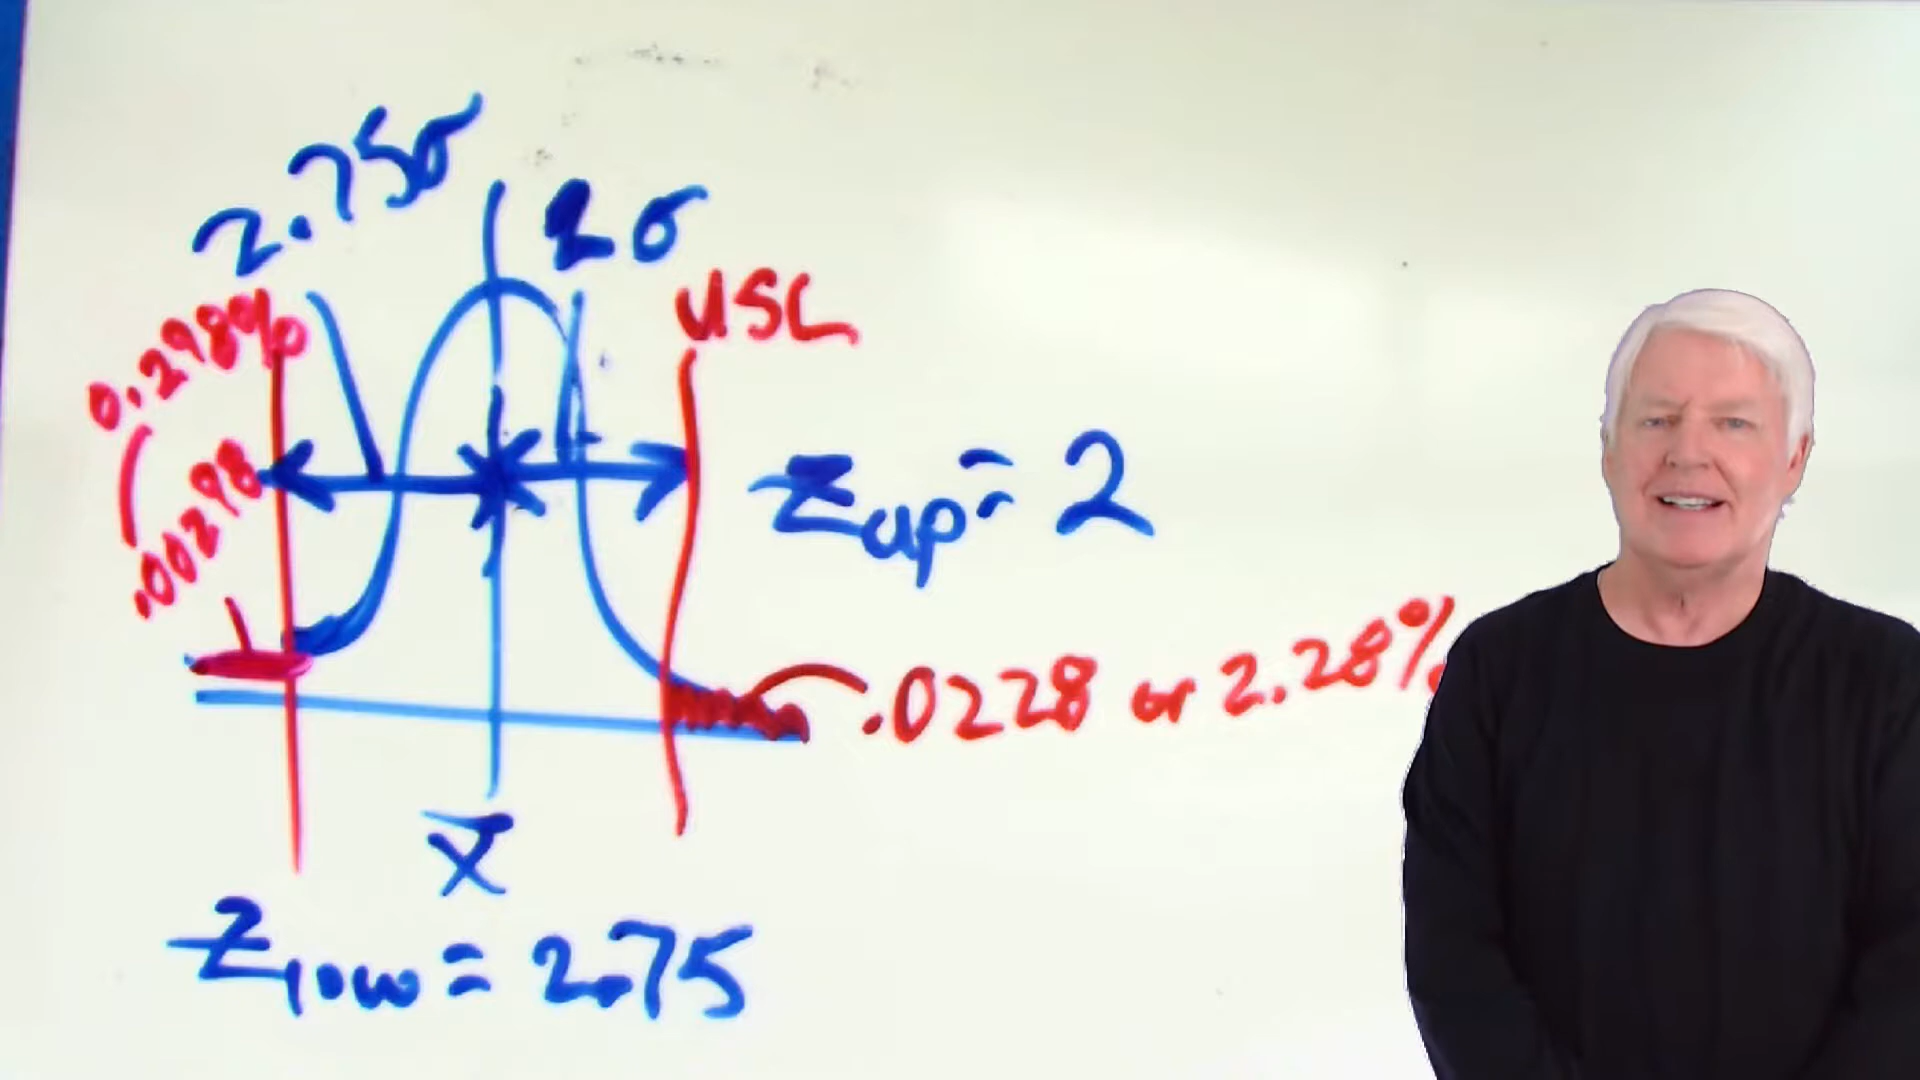 2.75σ
2σ
USL
0.298%
.00298
Zup = 2
.0228 or 2.28%
X̄
Zlow = 2.75